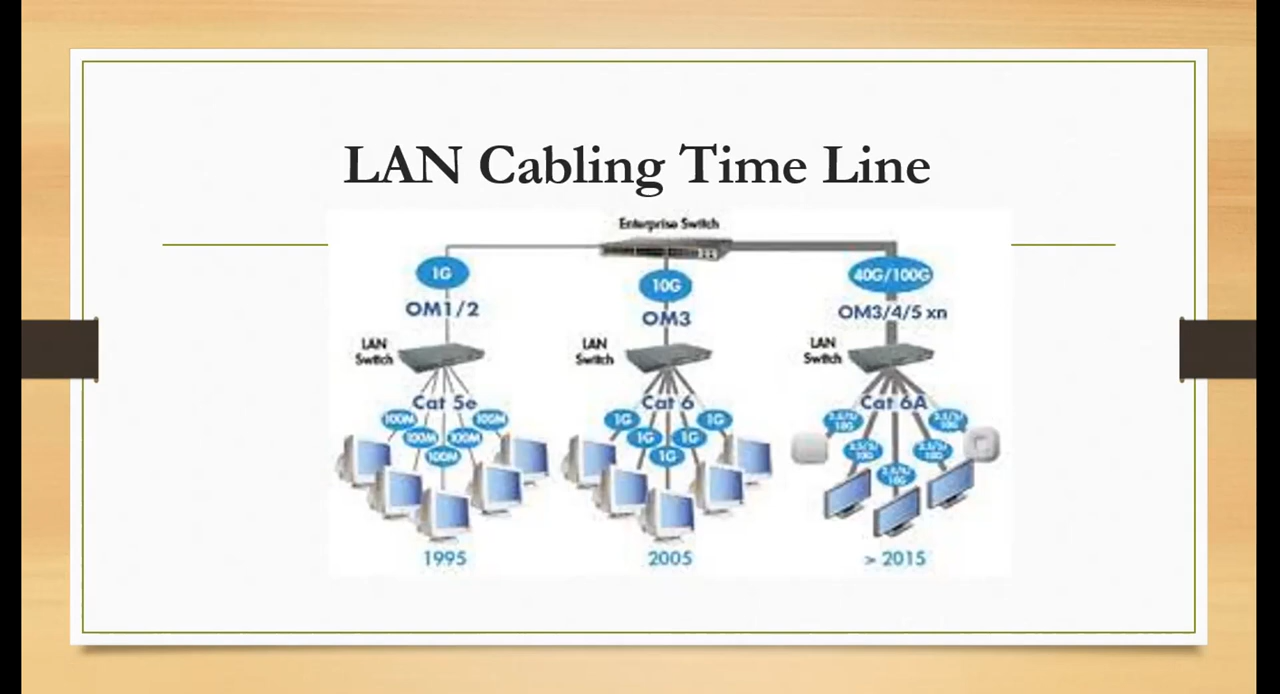 LAN Cabling Time Line
Enterprise Switch
1G
10G
40G/100G
OM1/2
OM3
OM3/4/5 xn
LAN
Switch
LAN
Switch
LAN
Switch
Cat 5e
100M
100M
100M
100M
100M
Cat 6
1G
1G
1G
1G
1G
Cat 6A
2.5/5/
10G
2.5/5/
10G
2.5/5/
10G
2.5/5/
10G
2.5/5/
10G
1995
2005
> 2015